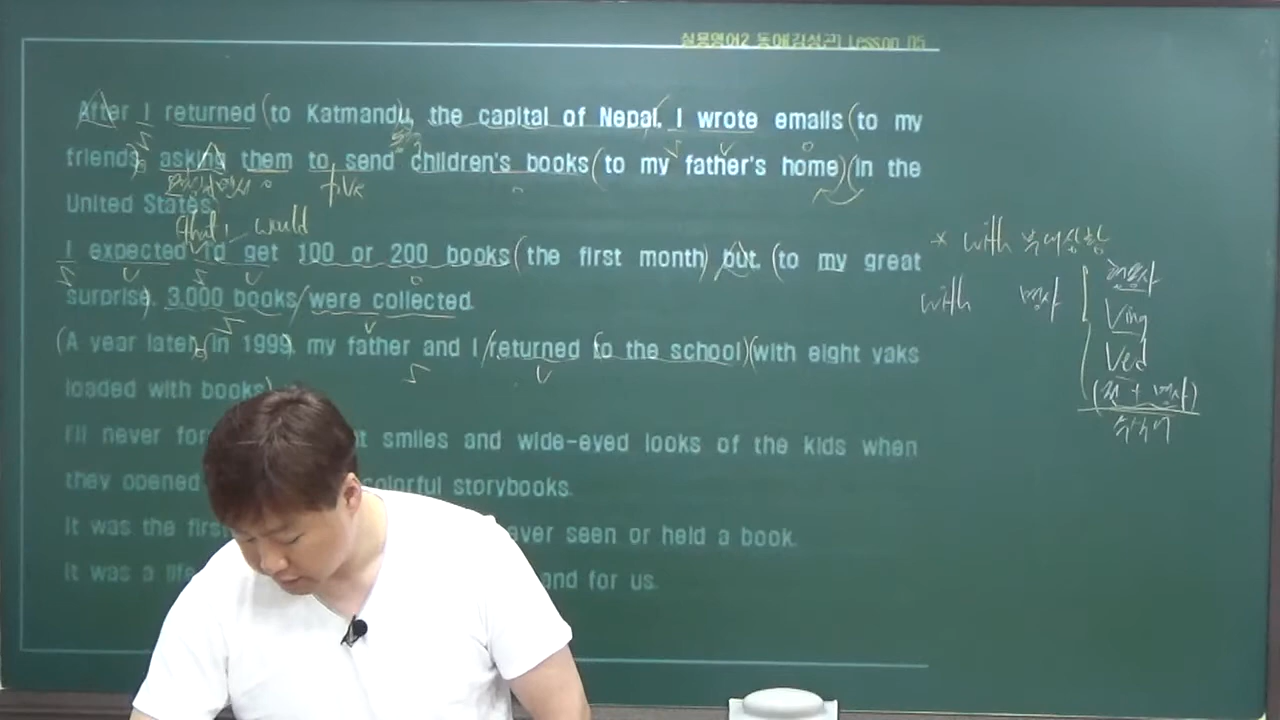 실용영어2 동아(김성곤) Lesson 05
After I returned (to Katmandu, the capital of Nepal, I wrote emails (to my
friends), asking them to send children's books (to my father's home) (in the
United States.
that I would
I expected I'd get 100 or 200 books (the first month) but, (to my great
surprise), 3,000 books / were collected.
(A year later, (in 1999), my father and I / returned (to the school) (with eight yaks
loaded with books)
I'll never for t smiles and wide-eyed looks of the kids when
they opened colorful storybooks.
It was the first ever seen or held a book.
It was a life and for us.
* with 부대상황
with 명사
형용사
Ving
Ved
(전 + 명사)
수식어